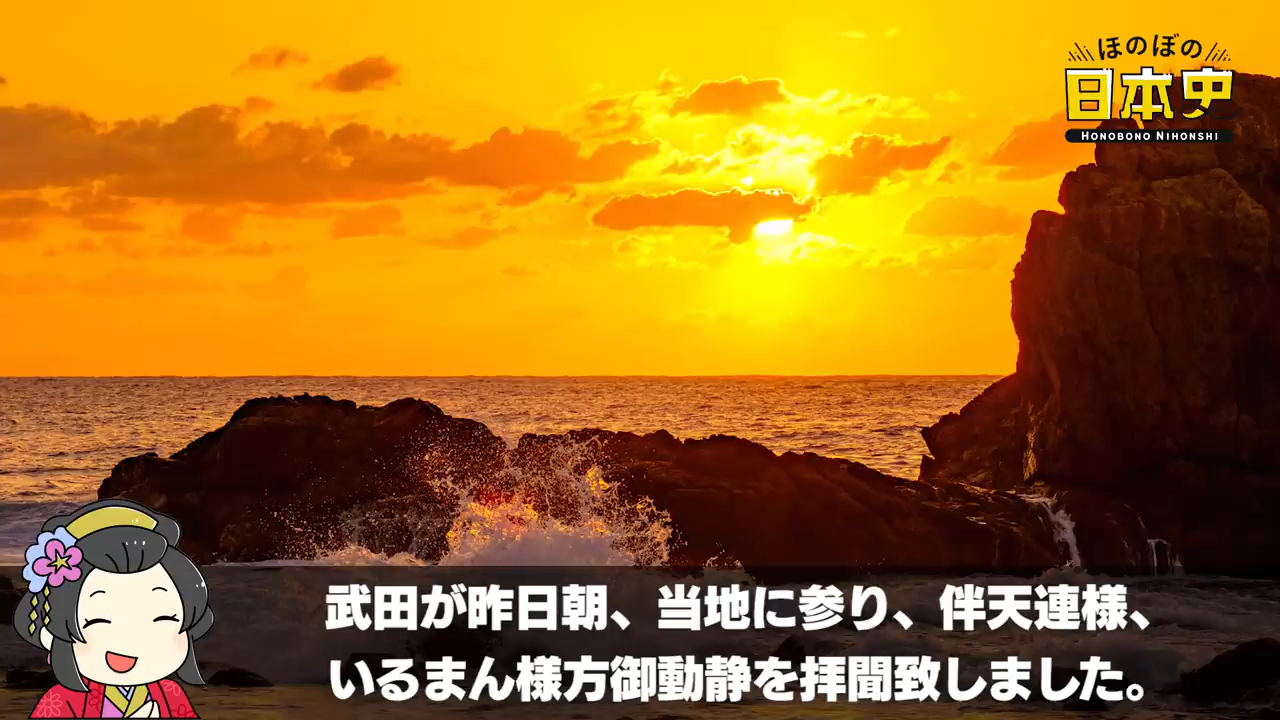 ほのぼの
日本史
HONOBONO NIHONSHI
武田が昨日朝、当地に参り、伴天連様、
いるまん様方御動静を拝聞致しました。